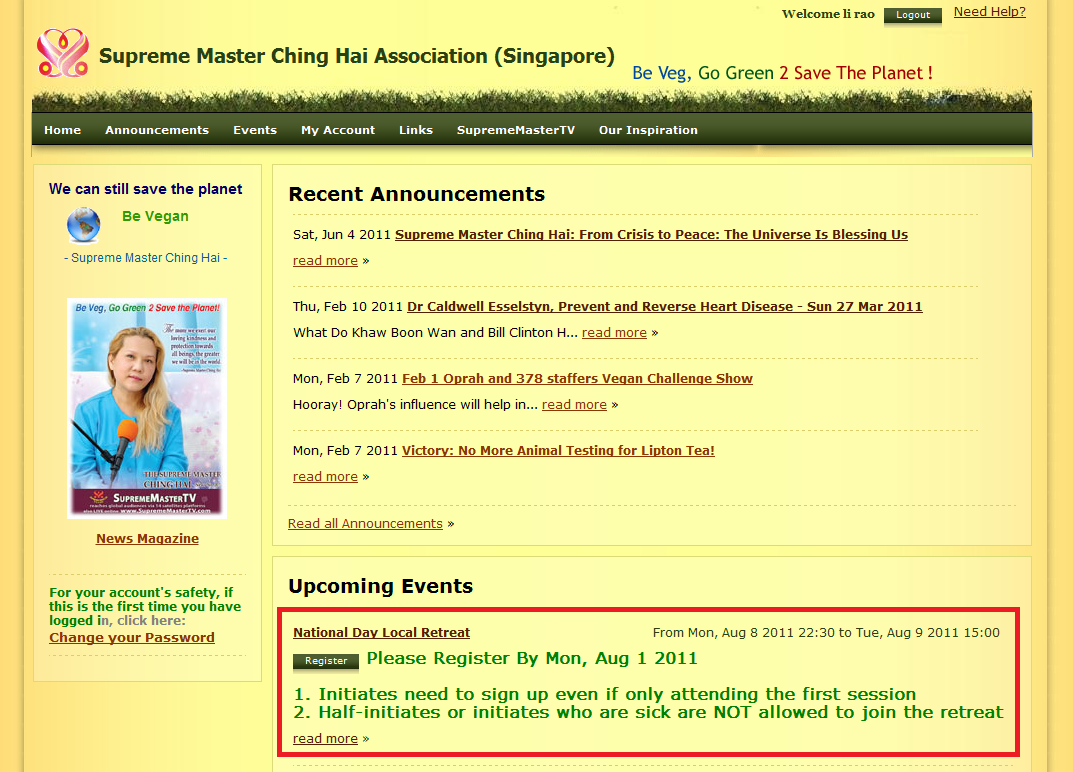 Welcome li rao Logout Need Help?
Supreme Master Ching Hai Association (Singapore)
Be Veg, Go Green 2 Save The Planet !
Home Announcements Events My Account Links SupremeMasterTV Our Inspiration
We can still save the planet
Be Vegan
- Supreme Master Ching Hai -
Be Veg, Go Green 2 Save the Planet!
The more we exert our
loving kindness and
protection towards
all beings, the greater
we will be in the world.
THE SUPREME MASTER
CHING HAI
SUPREMEMASTERTV
www.SupremeMasterTV.com
News Magazine
For your account's safety, if
this is the first time you have
logged in, click here:
Change your Password
Recent Announcements
Sat, Jun 4 2011 Supreme Master Ching Hai: From Crisis to Peace: The Universe Is Blessing Us
read more »
Thu, Feb 10 2011 Dr Caldwell Esselstyn, Prevent and Reverse Heart Disease - Sun 27 Mar 2011
What Do Khaw Boon Wan and Bill Clinton H... read more »
Mon, Feb 7 2011 Feb 1 Oprah and 378 staffers Vegan Challenge Show
Hooray! Oprah's influence will help in... read more »
Mon, Feb 7 2011 Victory: No More Animal Testing for Lipton Tea!
read more »
Read all Announcements »
Upcoming Events
National Day Local Retreat From Mon, Aug 8 2011 22:30 to Tue, Aug 9 2011 15:00
Register Please Register By Mon, Aug 1 2011
1. Initiates need to sign up even if only attending the first session
2. Half-initiates or initiates who are sick are NOT allowed to join the retreat
read more »